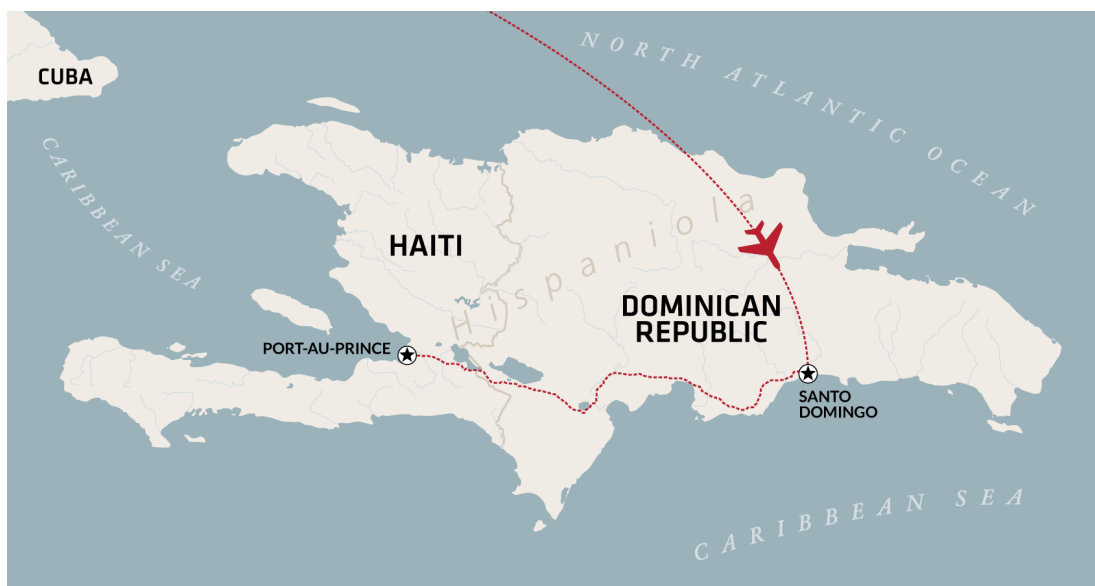 NORTH ATLANTIC OCEAN
CUBA
CARIBBEAN SEA
HAITI
Hispaniola
DOMINICAN
REPUBLIC
PORT-AU-PRINCE
SANTO
DOMINGO
CARIBBEAN SEA